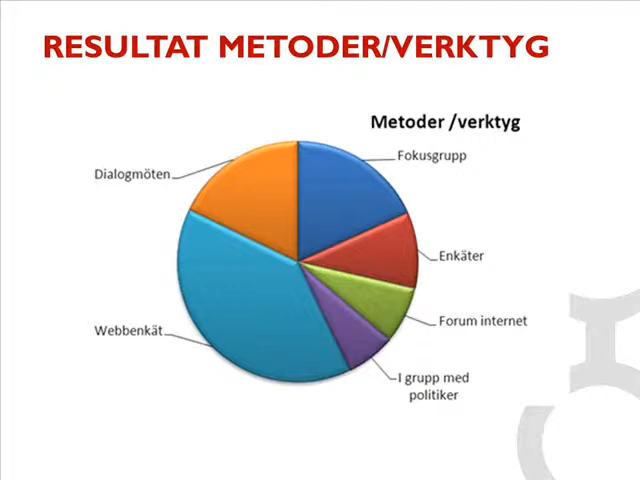 RESULTAT METODER/VERKTYG
Metoder /verktyg
Fokusgrupp
Dialogmöten
Enkäter
Forum internet
Webbenkät
I grupp med
politiker